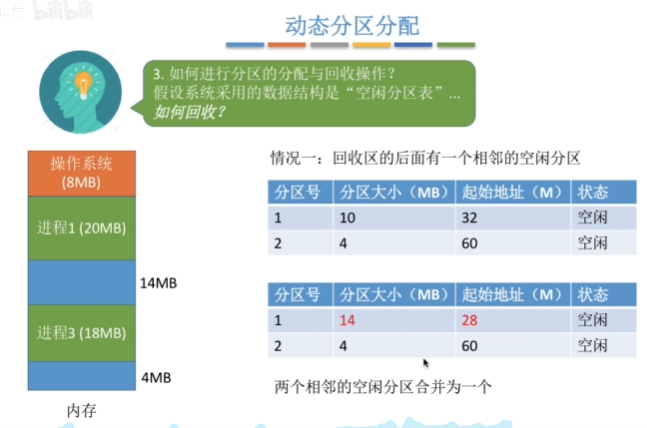 bilibili
动态分区分配
3. 如何进行分区的分配与回收操作？
假设系统采用的数据结构是“空闲分区表”...
如何回收？
操作系统
(8MB)
进程1 (20MB)
14MB
进程3 (18MB)
4MB
内存
情况一：回收区的后面有一个相邻的空闲分区
分区号 分区大小（MB） 起始地址（M） 状态
1 10 32 空闲
2 4 60 空闲
分区号 分区大小（MB） 起始地址（M） 状态
1 14 28 空闲
2 4 60 空闲
两个相邻的空闲分区合并为一个